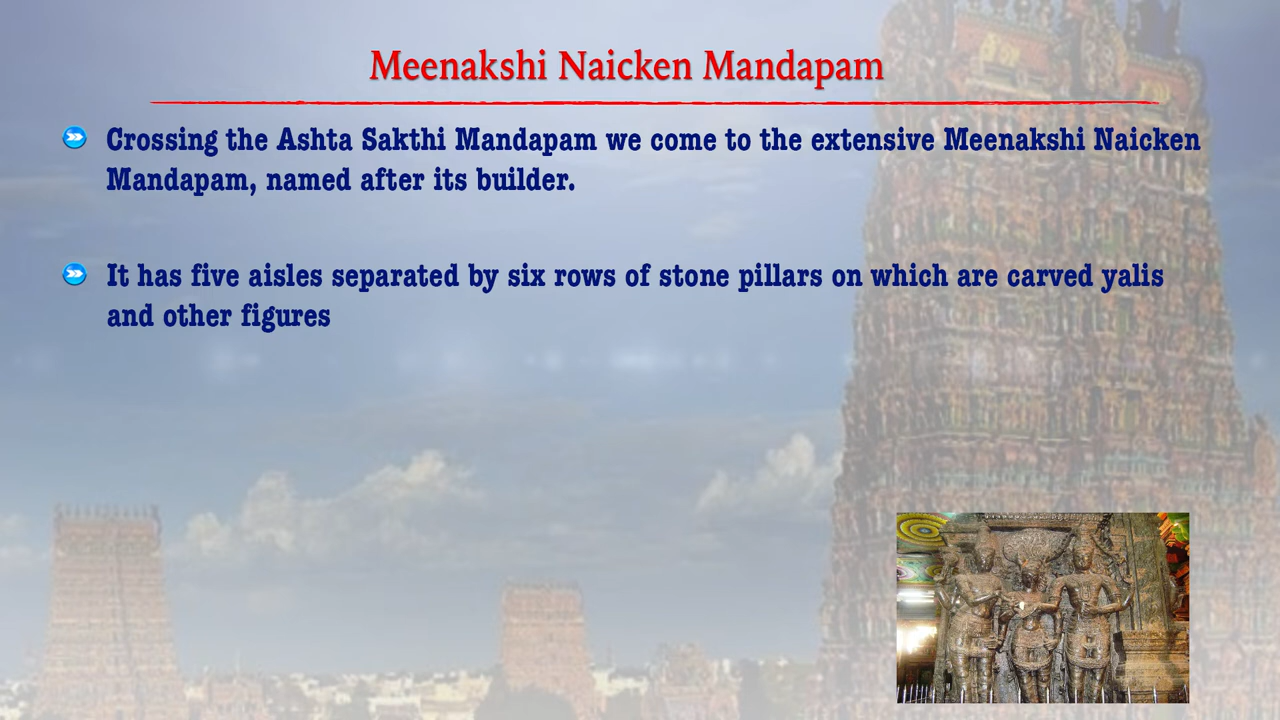 Meenakshi Naicken Mandapam
Crossing the Ashta Sakthi Mandapam we come to the extensive Meenakshi Naicken
Mandapam, named after its builder.
It has five aisles separated by six rows of stone pillars on which are carved yalis
and other figures